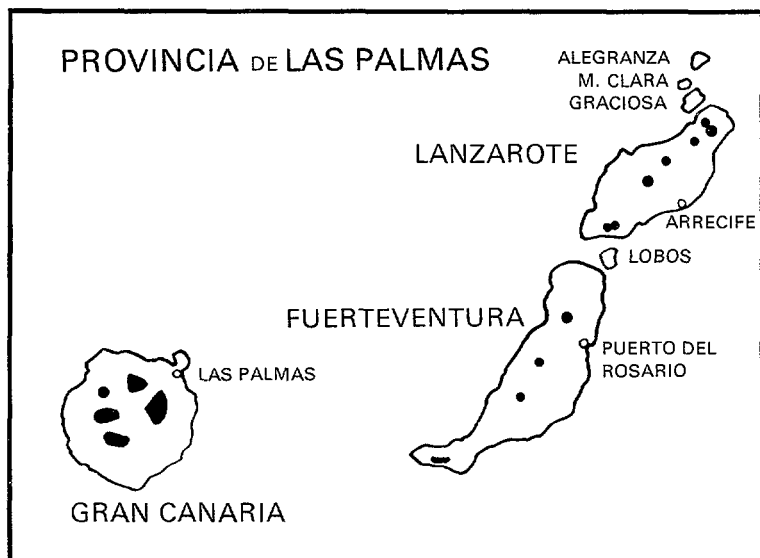 PROVINCIA DE LAS PALMAS
ALEGRANZA
M. CLARA
GRACIOSA
LANZAROTE
ARRECIFE
LOBOS
FUERTEVENTURA
PUERTO DEL
ROSARIO
LAS PALMAS
GRAN CANARIA